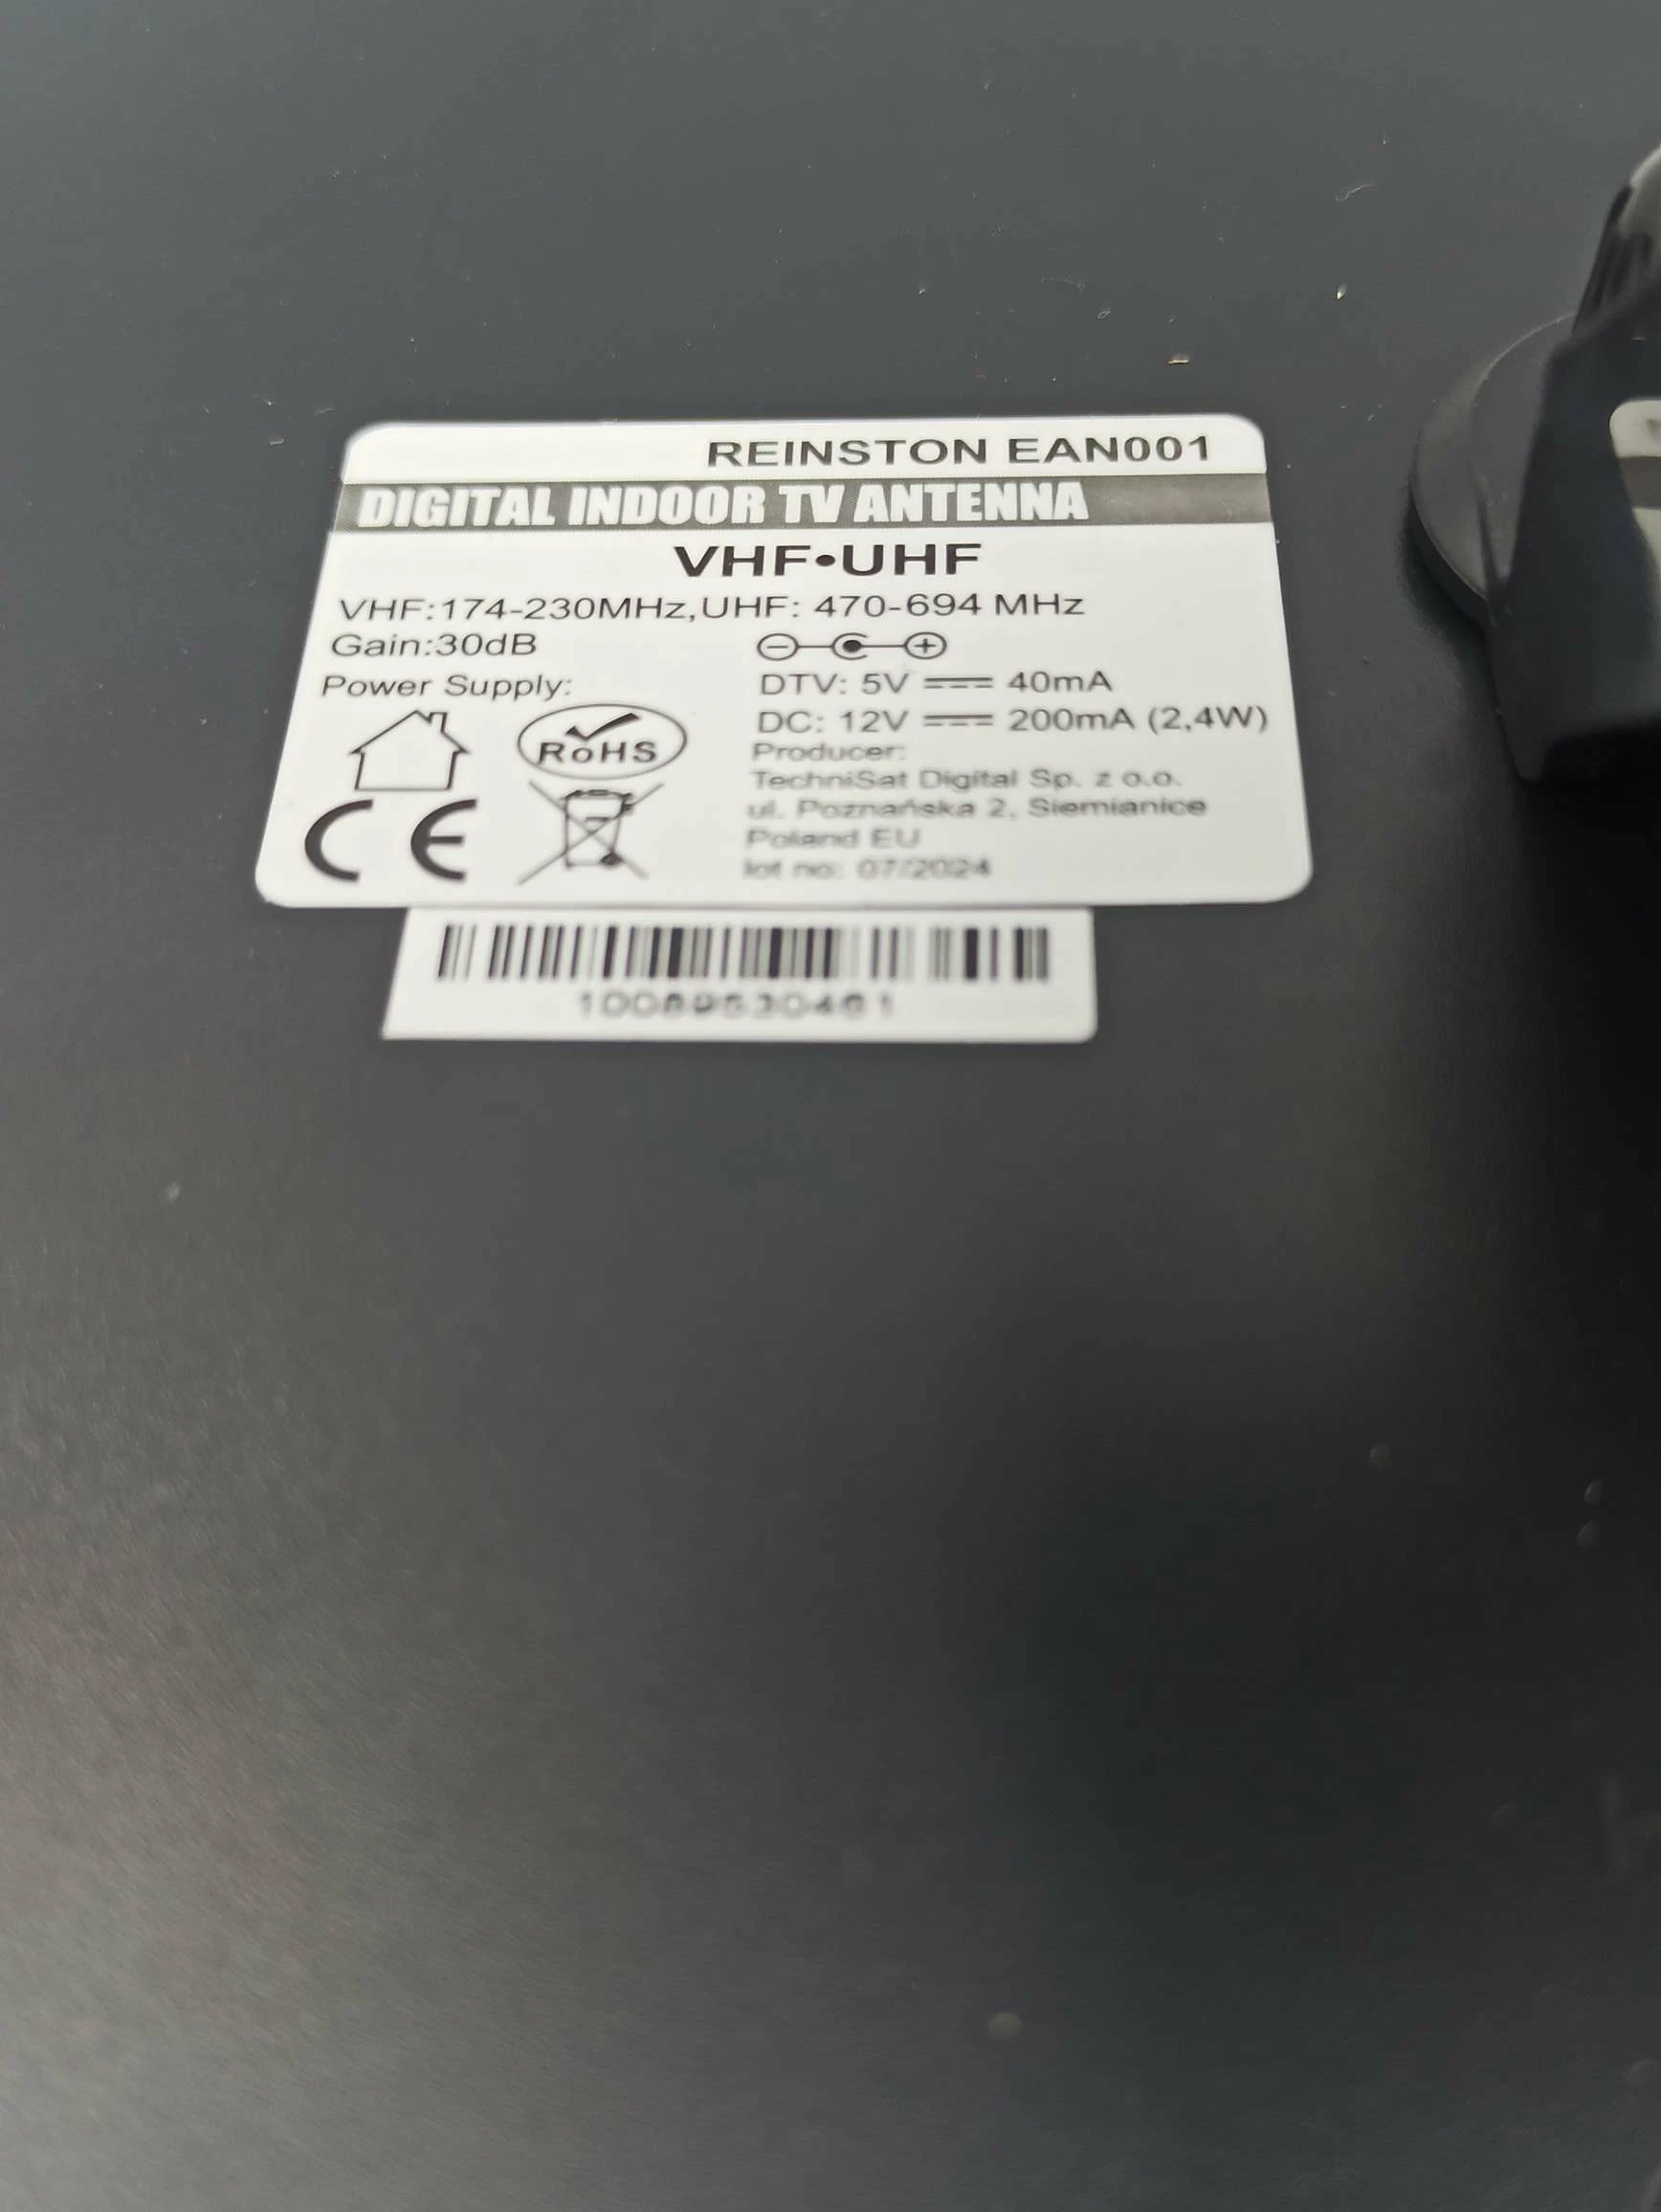 REINSTON EAN001
DIGITAL INDOOR TV ANTENNA
VHF•UHF
VHF:174-230MHz,UHF: 470-694 MHz
Gain:30dB
Power Supply:
DTV: 5V ⎓ 40mA
DC: 12V ⎓ 200mA (2,4W)
RoHS
CE
Producer:
TechniSat Digital Sp. z o.o.
ul. Poznańska 2, Siemianice
Poland EU
lot no: 07/2024